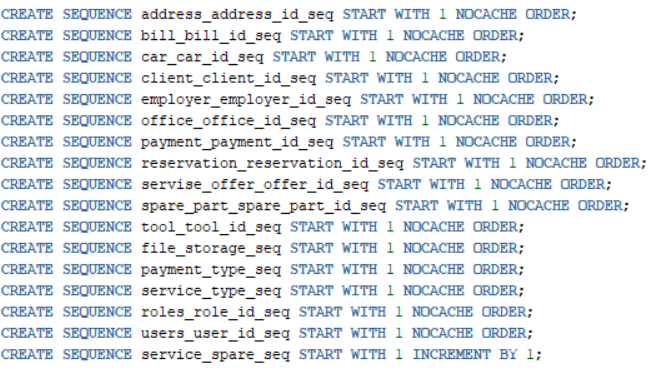 CREATE SEQUENCE address_address_id_seq START WITH 1 NOCACHE ORDER;
CREATE SEQUENCE bill_bill_id_seq START WITH 1 NOCACHE ORDER;
CREATE SEQUENCE car_car_id_seq START WITH 1 NOCACHE ORDER;
CREATE SEQUENCE client_client_id_seq START WITH 1 NOCACHE ORDER;
CREATE SEQUENCE employer_employer_id_seq START WITH 1 NOCACHE ORDER;
CREATE SEQUENCE office_office_id_seq START WITH 1 NOCACHE ORDER;
CREATE SEQUENCE payment_payment_id_seq START WITH 1 NOCACHE ORDER;
CREATE SEQUENCE reservation_reservation_id_seq START WITH 1 NOCACHE ORDER;
CREATE SEQUENCE servise_offer_offer_id_seq START WITH 1 NOCACHE ORDER;
CREATE SEQUENCE spare_part_spare_part_id_seq START WITH 1 NOCACHE ORDER;
CREATE SEQUENCE tool_tool_id_seq START WITH 1 NOCACHE ORDER;
CREATE SEQUENCE file_storage_seq START WITH 1 NOCACHE ORDER;
CREATE SEQUENCE payment_type_seq START WITH 1 NOCACHE ORDER;
CREATE SEQUENCE service_type_seq START WITH 1 NOCACHE ORDER;
CREATE SEQUENCE roles_role_id_seq START WITH 1 NOCACHE ORDER;
CREATE SEQUENCE users_user_id_seq START WITH 1 NOCACHE ORDER;
CREATE SEQUENCE service_spare_seq START WITH 1 INCREMENT BY 1;